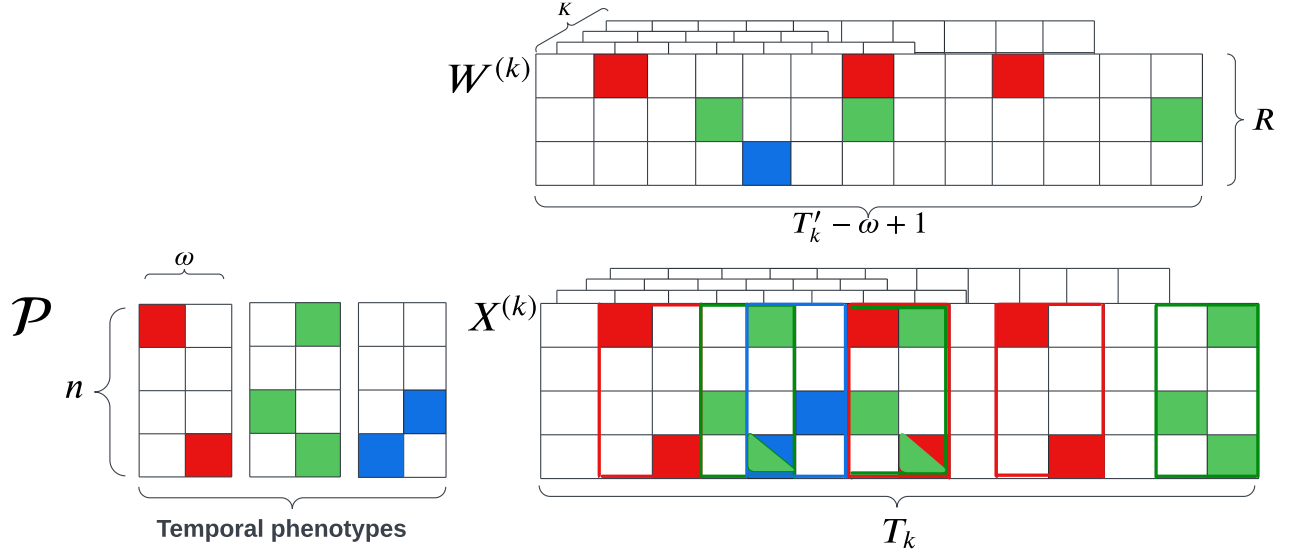 K
W^{(k)}
R
T'_k − ω + 1
ω
𝒫
n
X^{(k)}
Temporal phenotypes
T_k